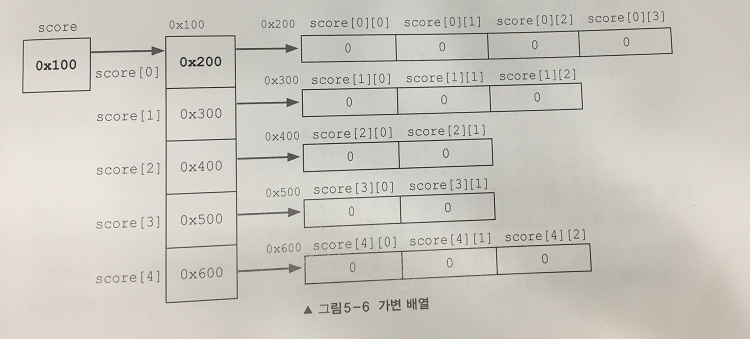 score 0x100 0x200 score[0][0] score[0][1] score[0][2] score[0][3]
0x100 score[0] 0x200 0 0 0 0
0x300 score[1][0] score[1][1] score[1][2]
score[1] 0x300 0 0 0
0x400 score[2][0] score[2][1]
score[2] 0x400 0 0
0x500 score[3][0] score[3][1]
score[3] 0x500 0 0
0x600 score[4][0] score[4][1] score[4][2]
score[4] 0x600 0 0 0
▲ 그림5-6 가변 배열